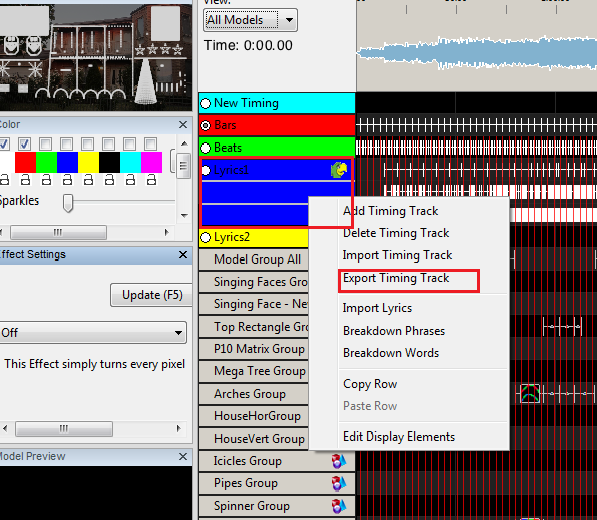 View:
All Models
Time: 0:00.00
New Timing
Bars
Beats
Lyrics1
Lyrics2
Model Group All
Singing Faces Gro
Singing Face - Ne
Top Rectangle Gro
P10 Matrix Group
Mega Tree Group
Arches Group
HouseHorGroup
HouseVert Group
Icicles Group
Pipes Group
Spinner Group
Add Timing Track
Delete Timing Track
Import Timing Track
Export Timing Track
Import Lyrics
Breakdown Phrases
Breakdown Words
Copy Row
Paste Row
Edit Display Elements
Color
Sparkles
Effect Settings
Update (F5)
Off
This Effect simply turns every pixel
Model Preview